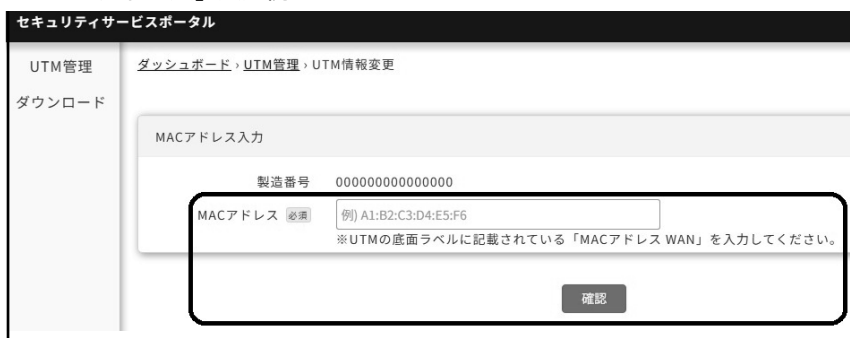 セキュリティサービスポータル
UTM管理
ダウンロード
ダッシュボード › UTM管理 › UTM情報変更
MACアドレス入力
製造番号 000000000000000
MACアドレス 必須 例) A1:B2:C3:D4:E5:F6
※UTMの底面ラベルに記載されている「MACアドレス WAN」を入力してください。
確認